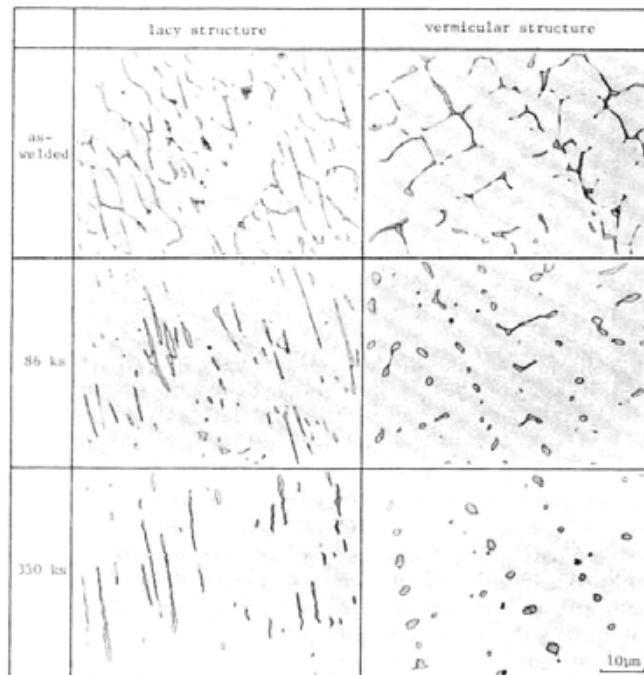 lacy structure
vermicular structure
as-
welded
86 ks
350 ks
10μm